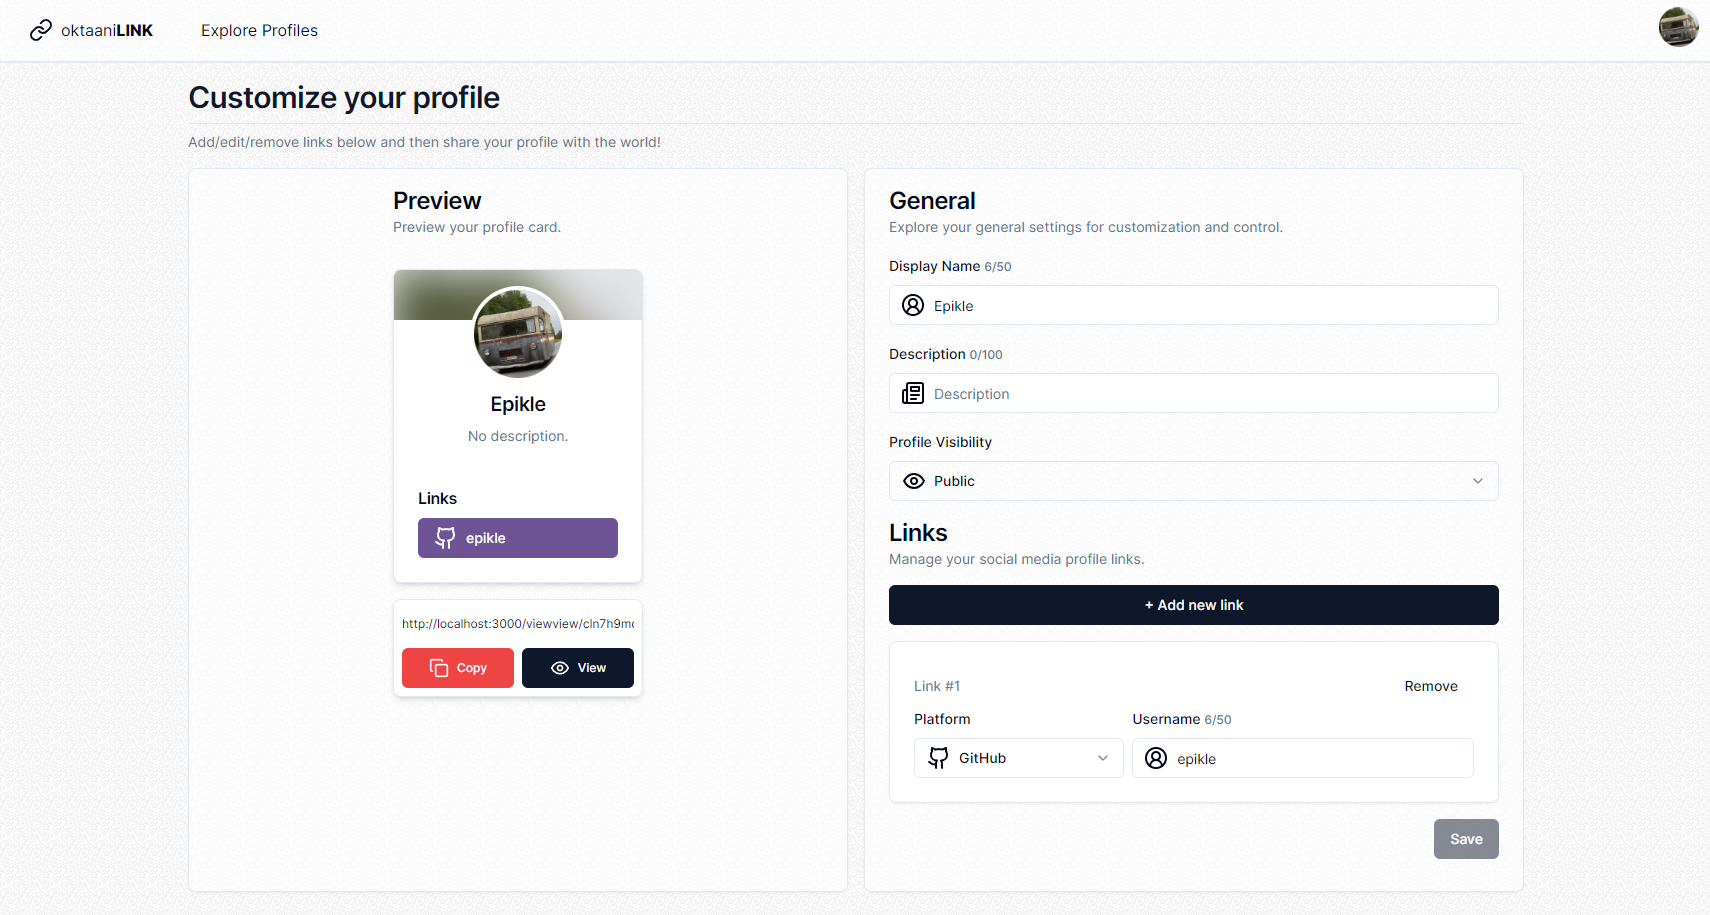 oktaaniLINK
Explore Profiles
Customize your profile
Add/edit/remove links below and then share your profile with the world!
Preview
Preview your profile card.
Epikle
No description.
Links
epikle
http://localhost:3000/viewview/cln7h9m
Copy
View
General
Explore your general settings for customization and control.
Display Name 6/50
Epikle
Description 0/100
Description
Profile Visibility
Public
Links
Manage your social media profile links.
+ Add new link
Link #1
Remove
Platform
Username 6/50
GitHub
epikle
Save